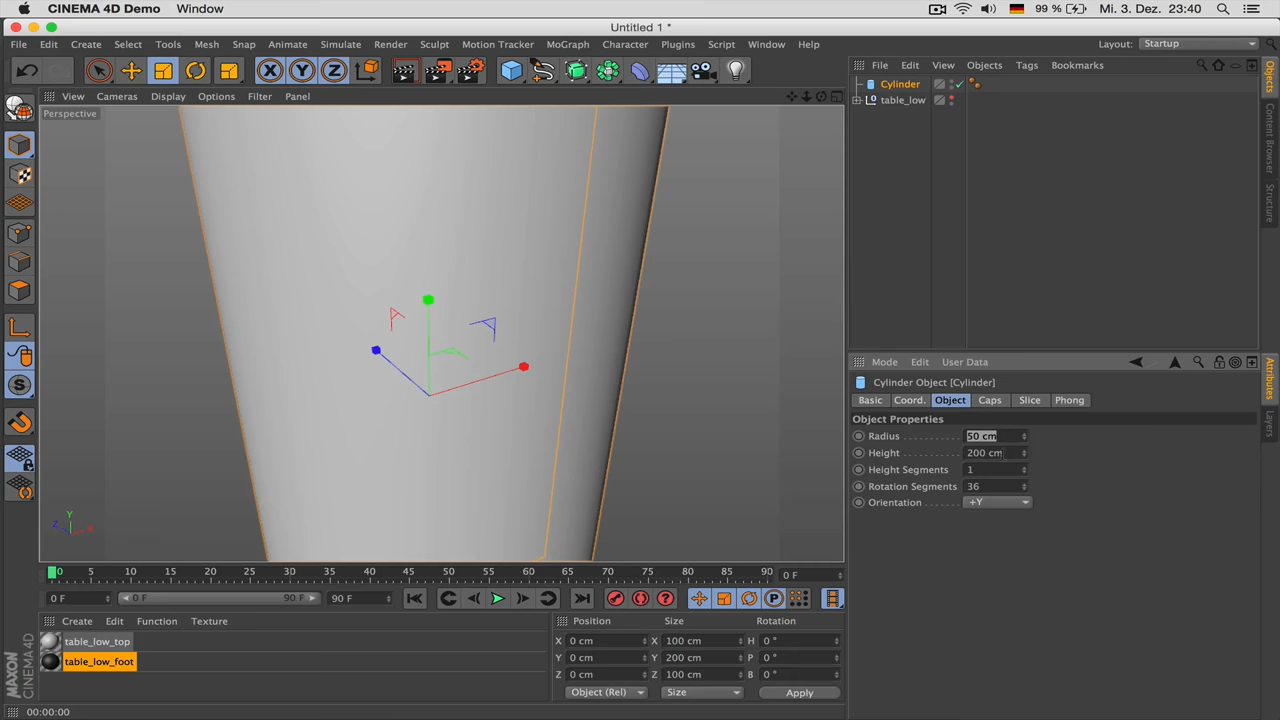 CINEMA 4D Demo Window
99 % Mi. 3. Dez. 23:40
Untitled 1 *
File Edit Create Select Tools Mesh Snap Animate Simulate Render Sculpt Motion Tracker MoGraph Character Plugins Script Window Help
Layout: Startup
X Y Z
View Cameras Display Options Filter Panel
File Edit View Objects Tags Bookmarks
Perspective
Cylinder
table_low
Objects
Content Browser
Structure
Mode Edit User Data
Cylinder Object [Cylinder]
Basic Coord. Object Caps Slice Phong
Object Properties
Radius 50 cm
Height 200 cm
Height Segments 1
Rotation Segments 36
Orientation +Y
Attributes
Layers
Y
Z
X
0 5 10 15 20 25 30 35 40 45 50 55 60 65 70 75 80 85 90 0 F
0 F 0 F 90 F 90 F
Create Edit Function Texture
table_low_top
table_low_foot
Position Size Rotation
X 0 cm X 100 cm H 0 °
Y 0 cm Y 200 cm P 0 °
Z 0 cm Z 100 cm B 0 °
Object (Rel) Size Apply
MAXON
CINEMA 4D
00:00:00